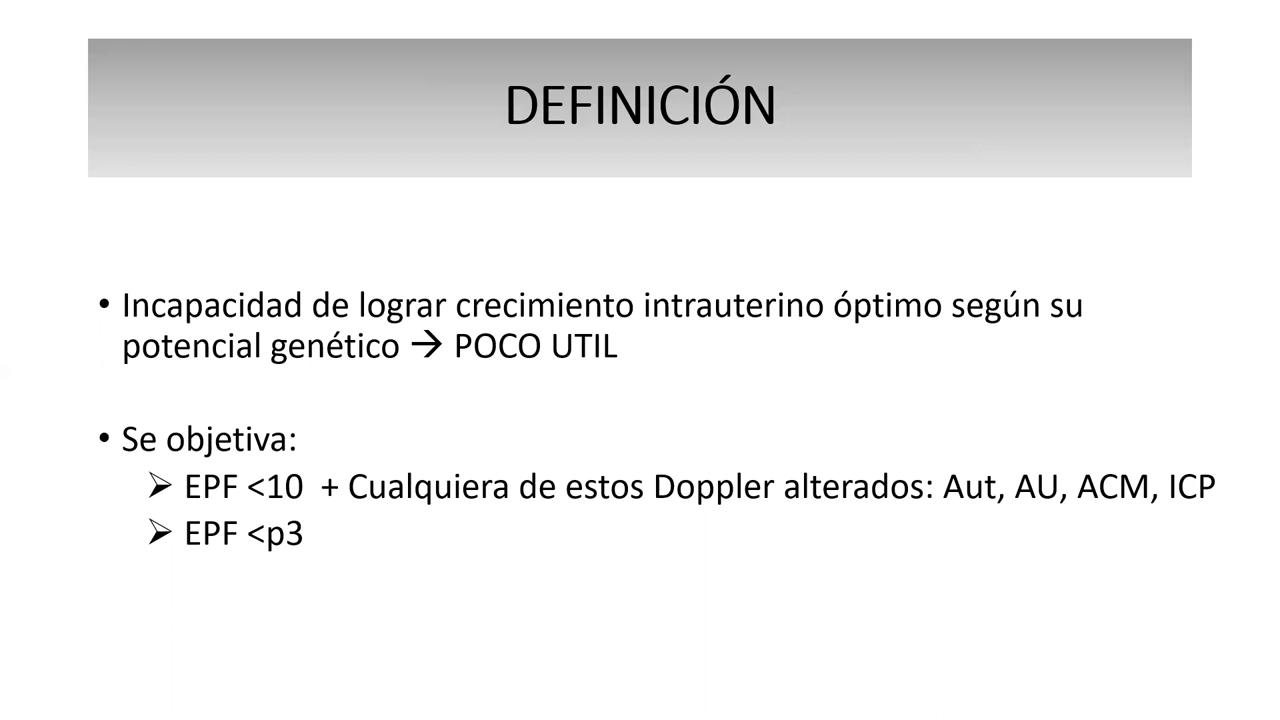 DEFINICIÓN
• Incapacidad de lograr crecimiento intrauterino óptimo según su
potencial genético → POCO UTIL
• Se objetiva:
➢ EPF <10 + Cualquiera de estos Doppler alterados: Aut, AU, ACM, ICP
➢ EPF <p3